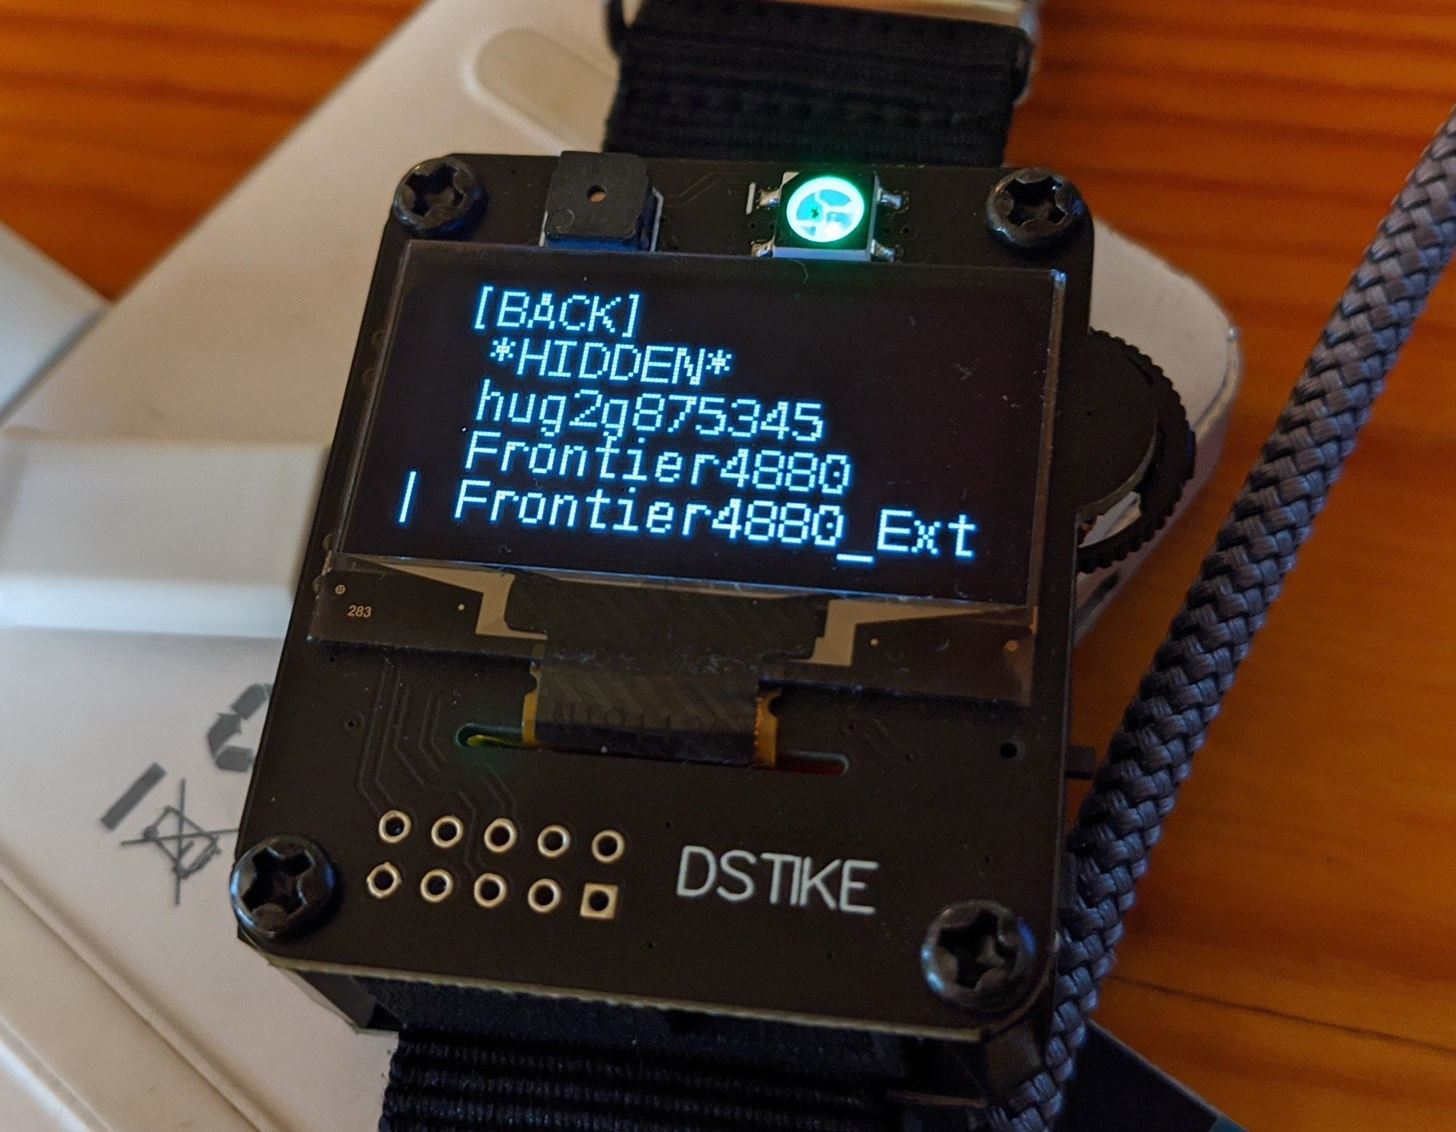 [BACK]
*HIDDEN*
hug2g875345
Frontier4880
| Frontier4880_Ext
283
DSTIKE